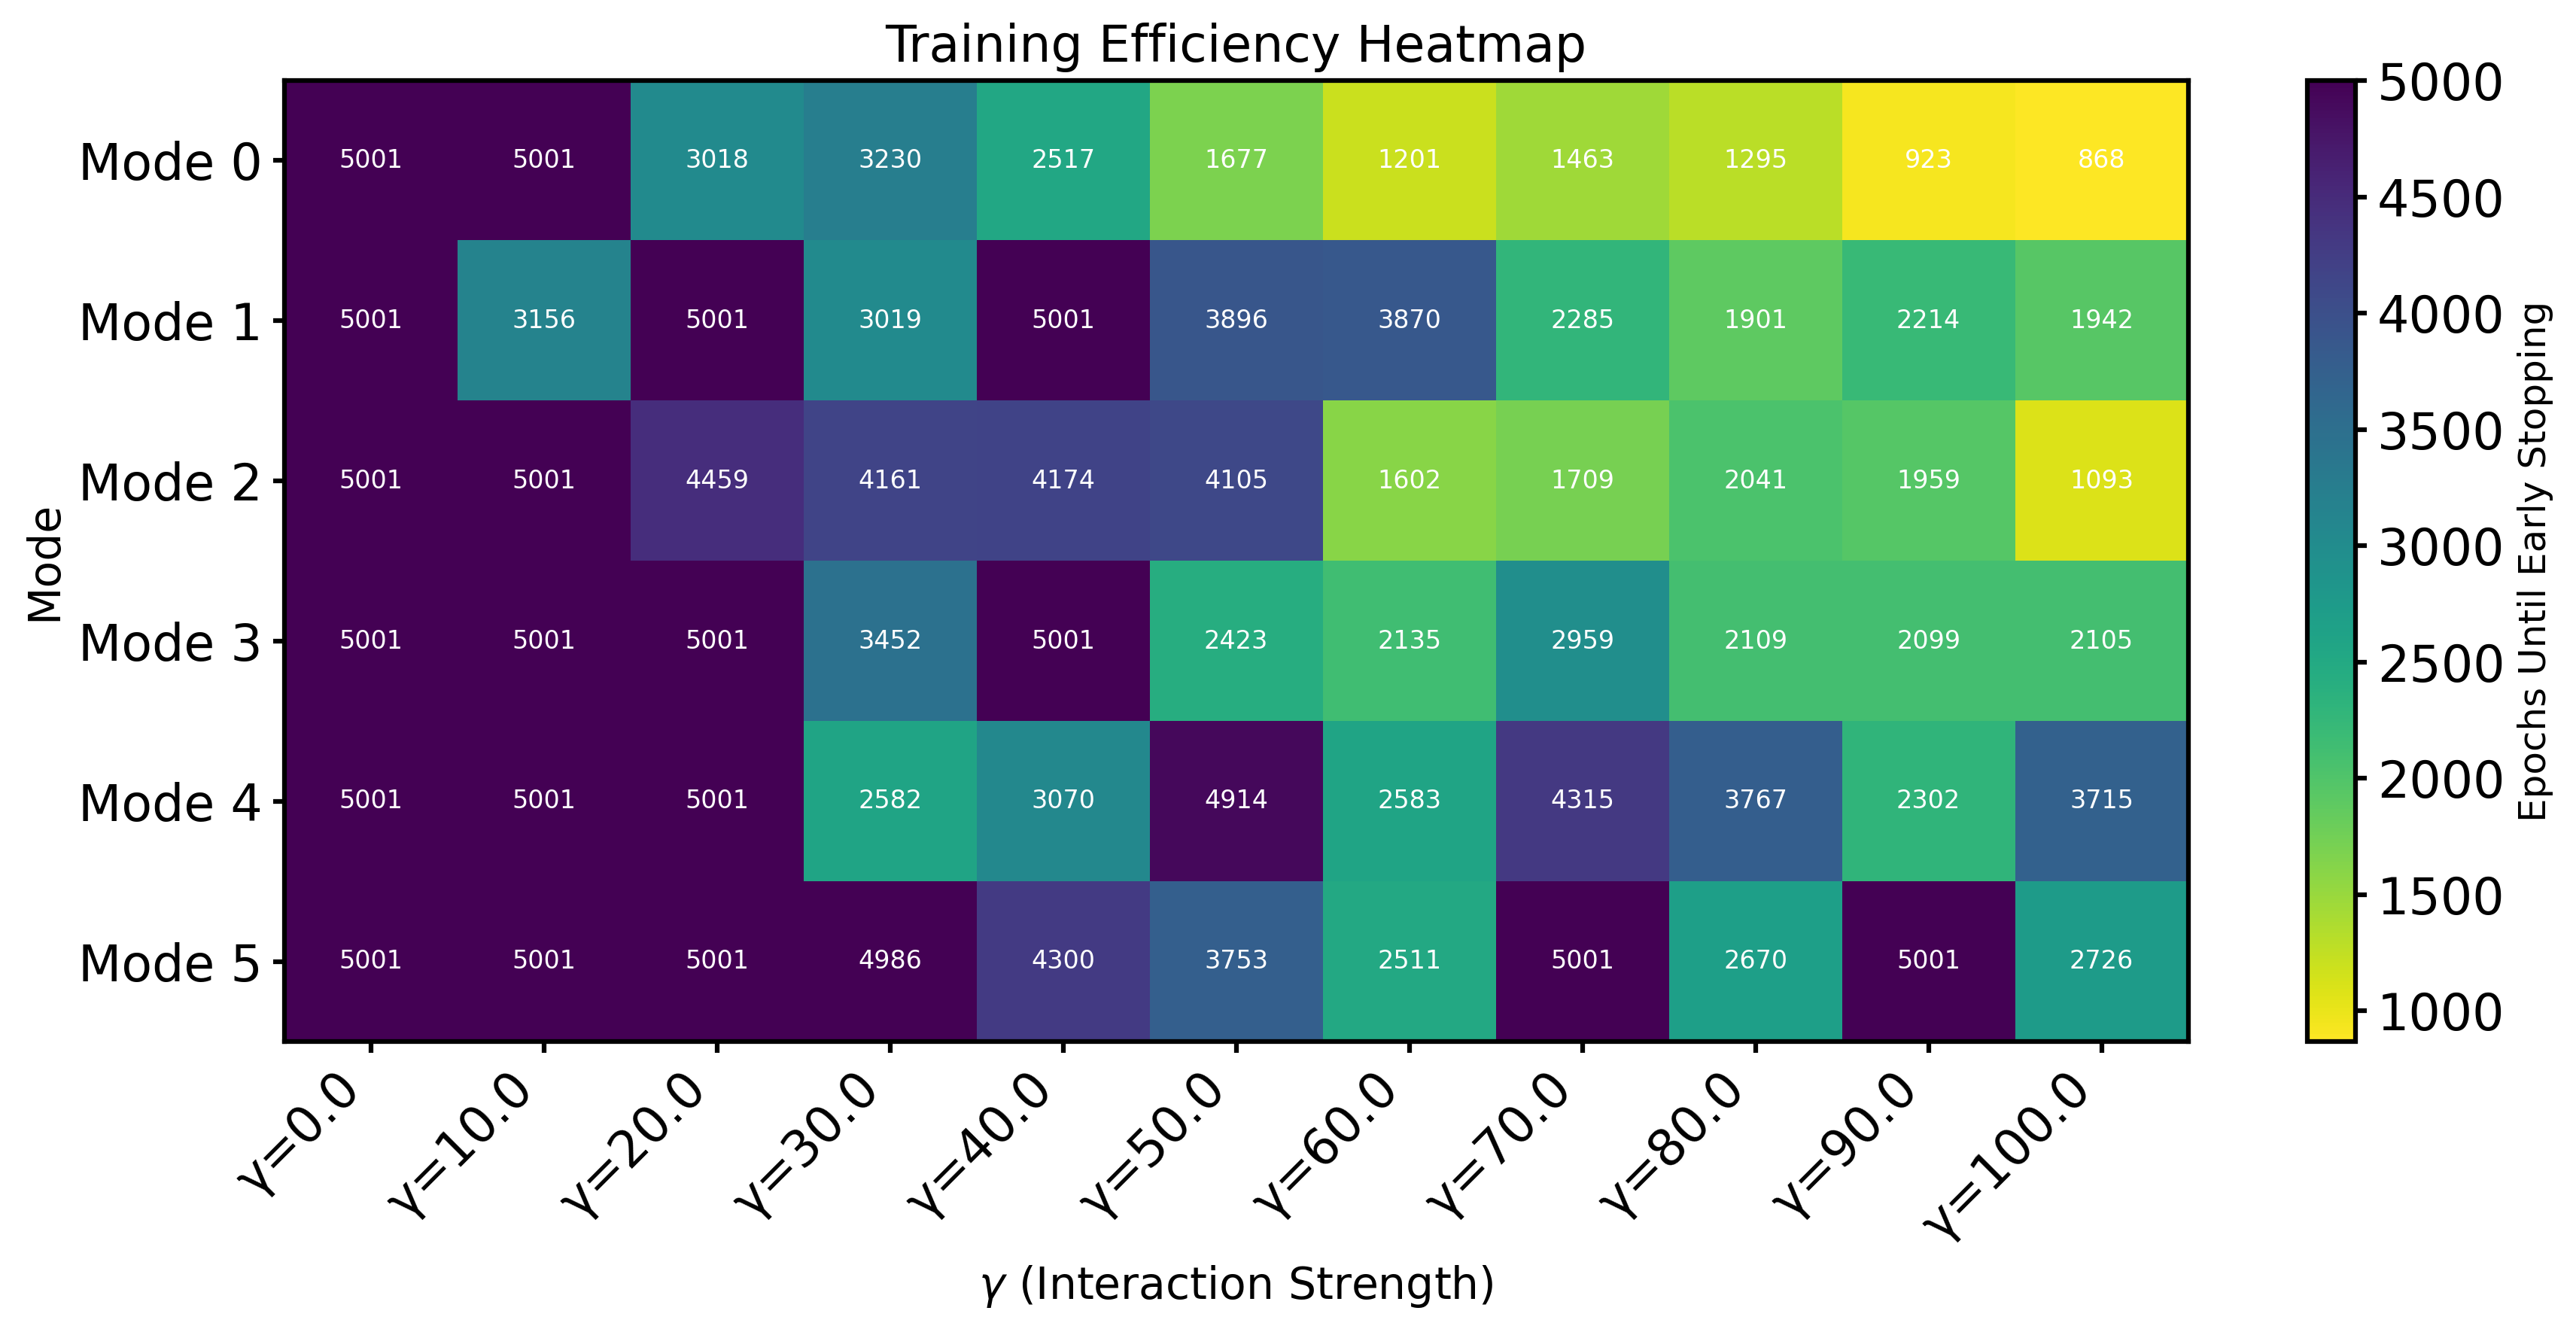 Training Efficiency Heatmap
Mode 0 5001 5001 3018 3230 2517 1677 1201 1463 1295 923 868
Mode 1 5001 3156 5001 3019 5001 3896 3870 2285 1901 2214 1942
Mode 2 5001 5001 4459 4161 4174 4105 1602 1709 2041 1959 1093
Mode 3 5001 5001 5001 3452 5001 2423 2135 2959 2109 2099 2105
Mode 4 5001 5001 5001 2582 3070 4914 2583 4315 3767 2302 3715
Mode 5 5001 5001 5001 4986 4300 3753 2511 5001 2670 5001 2726
Mode
γ=0.0 γ=10.0 γ=20.0 γ=30.0 γ=40.0 γ=50.0 γ=60.0 γ=70.0 γ=80.0 γ=90.0 γ=100.0
γ (Interaction Strength)
5000
4500
4000
3500
3000
2500
2000
1500
1000
Epochs Until Early Stopping